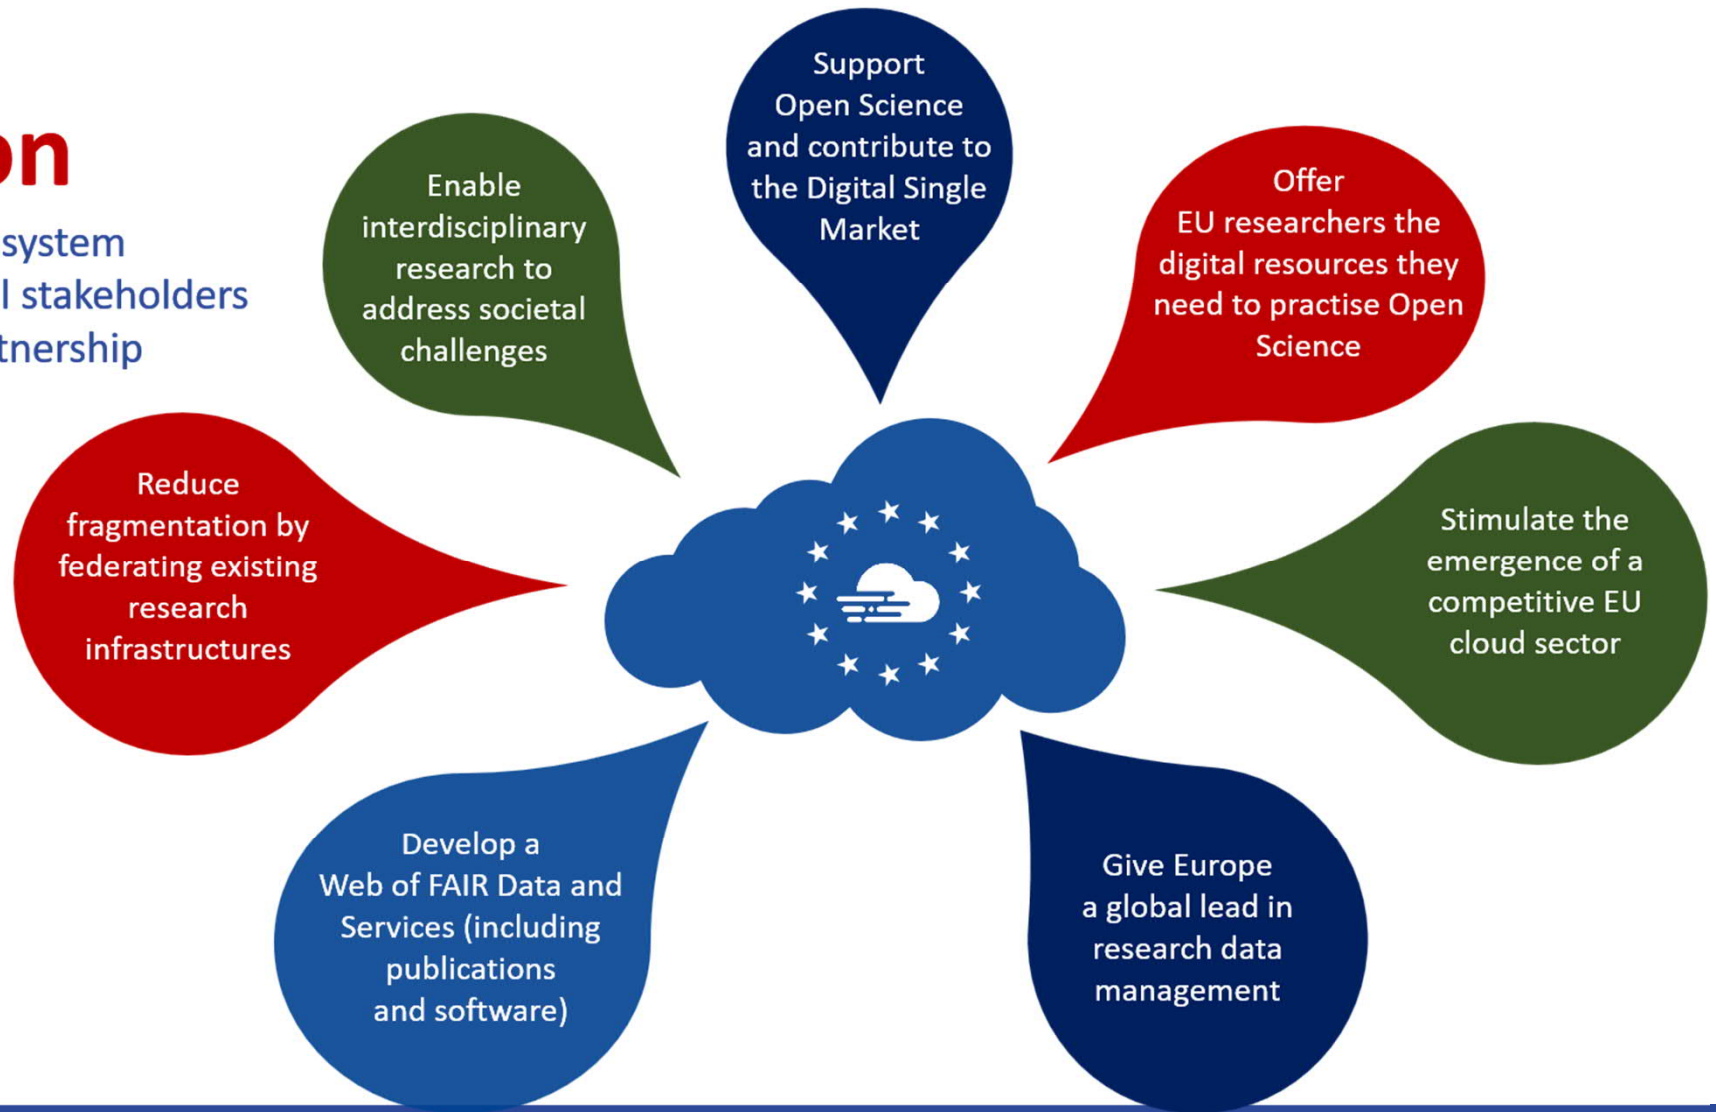 on
system
l stakeholders
tnership
Support
Open Science
and contribute to
the Digital Single
Market
Enable
interdisciplinary
research to
address societal
challenges
Offer
EU researchers the
digital resources they
need to practise Open
Science
Reduce
fragmentation by
federating existing
research
infrastructures
Stimulate the
emergence of a
competitive EU
cloud sector
Develop a
Web of FAIR Data and
Services (including
publications
and software)
Give Europe
a global lead in
research data
management